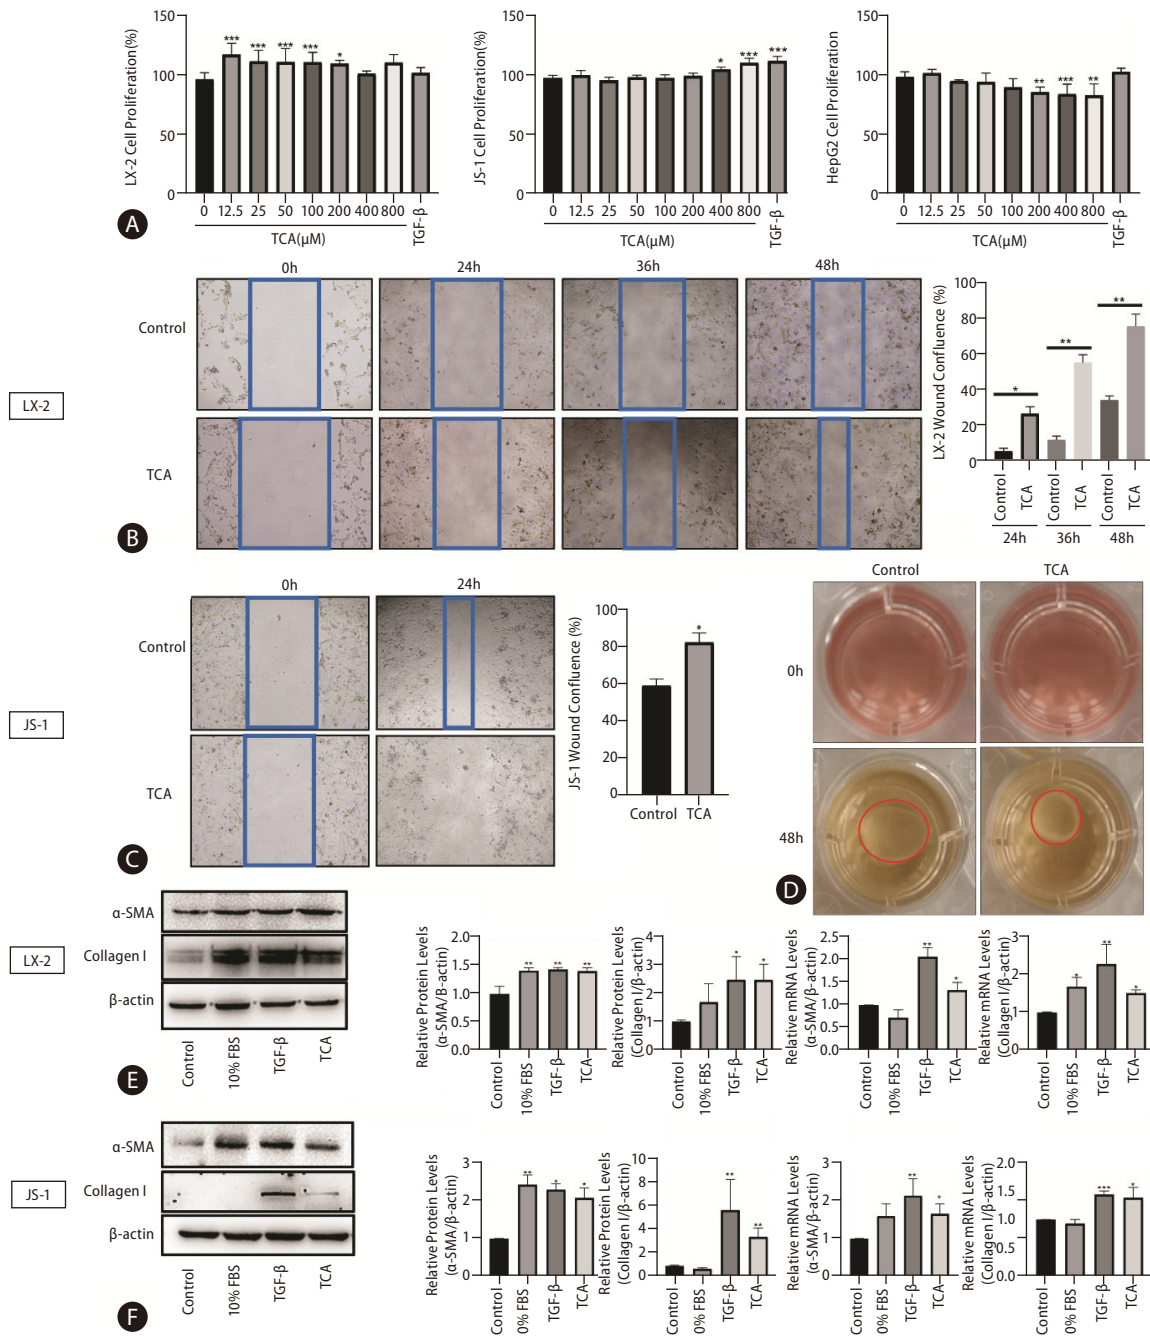 150
100
50
0
LX-2 Cell Proliferation(%)
*** *** *** *** *
0 12.5 25 50 100 200 400 800 TGF-β
TCA(μM)
150
100
50
0
JS-1 Cell Proliferation(%)
* *** ***
0 12.5 25 50 100 200 400 800 TGF-β
TCA(μM)
150
100
50
0
HepG2 Cell Proliferation
** *** **
0 12.5 25 50 100 200 400 800 TGF-β
TCA(μM)
A
0h 24h 36h 48h
Control
LX-2
TCA
B
LX-2 Wound Confluence (%)
80
60
40
20
0
* ** **
Control TCA Control TCA Control TCA
24h 36h 48h
0h 24h
Control
JS-1
TCA
C
JS-1 Wound Confluence (%)
100
80
60
40
20
0
*
Control TCA
Control TCA
0h
48h
D
LX-2
α-SMA
Collagen I
β-actin
Control 10% FBS TGF-β TCA
E
Relative Protein Levels
(α-SMA/B-actin)
2.0
1.5
1.0
0.5
0.0
** ** **
Control 10% FBS TGF-β TCA
Relative Protein Levels
(Collagen I/β-actin)
4
3
2
1
0
* *
Control 10% FBS TGF-β TCA
Relative mRNA Levels
(α-SMA/β-actin)
2.5
2.0
1.5
1.0
0.5
0.0
** *
Control 10% FBS TGF-β TCA
Relative mRNA Levels
(Collagen I/β-actin)
3
2
1
0
* ** *
Control 10% FBS TGF-β TCA
JS-1
α-SMA
Collagen I
β-actin
Control 10% FBS TGF-β TCA
F
Relative Protein Levels
(α-SMA/β-actin)
3
2
1
0
** * *
Control 0% FBS TGF-β TCA
Relative Protein Levels
(Collagen I/β-actin)
10
8
6
4
2
0
** **
Control 0% FBS TGF-β TCA
Relative mRNA Levels
(α-SMA/β-actin)
3
2
1
0
** *
Control 10% FBS TGF-β TCA
Relative mRNA Levels
(Collagen I/β-actin)
2.0
1.5
1.0
0.5
0.0
*** *
Control 0% FBS TGF-β TCA